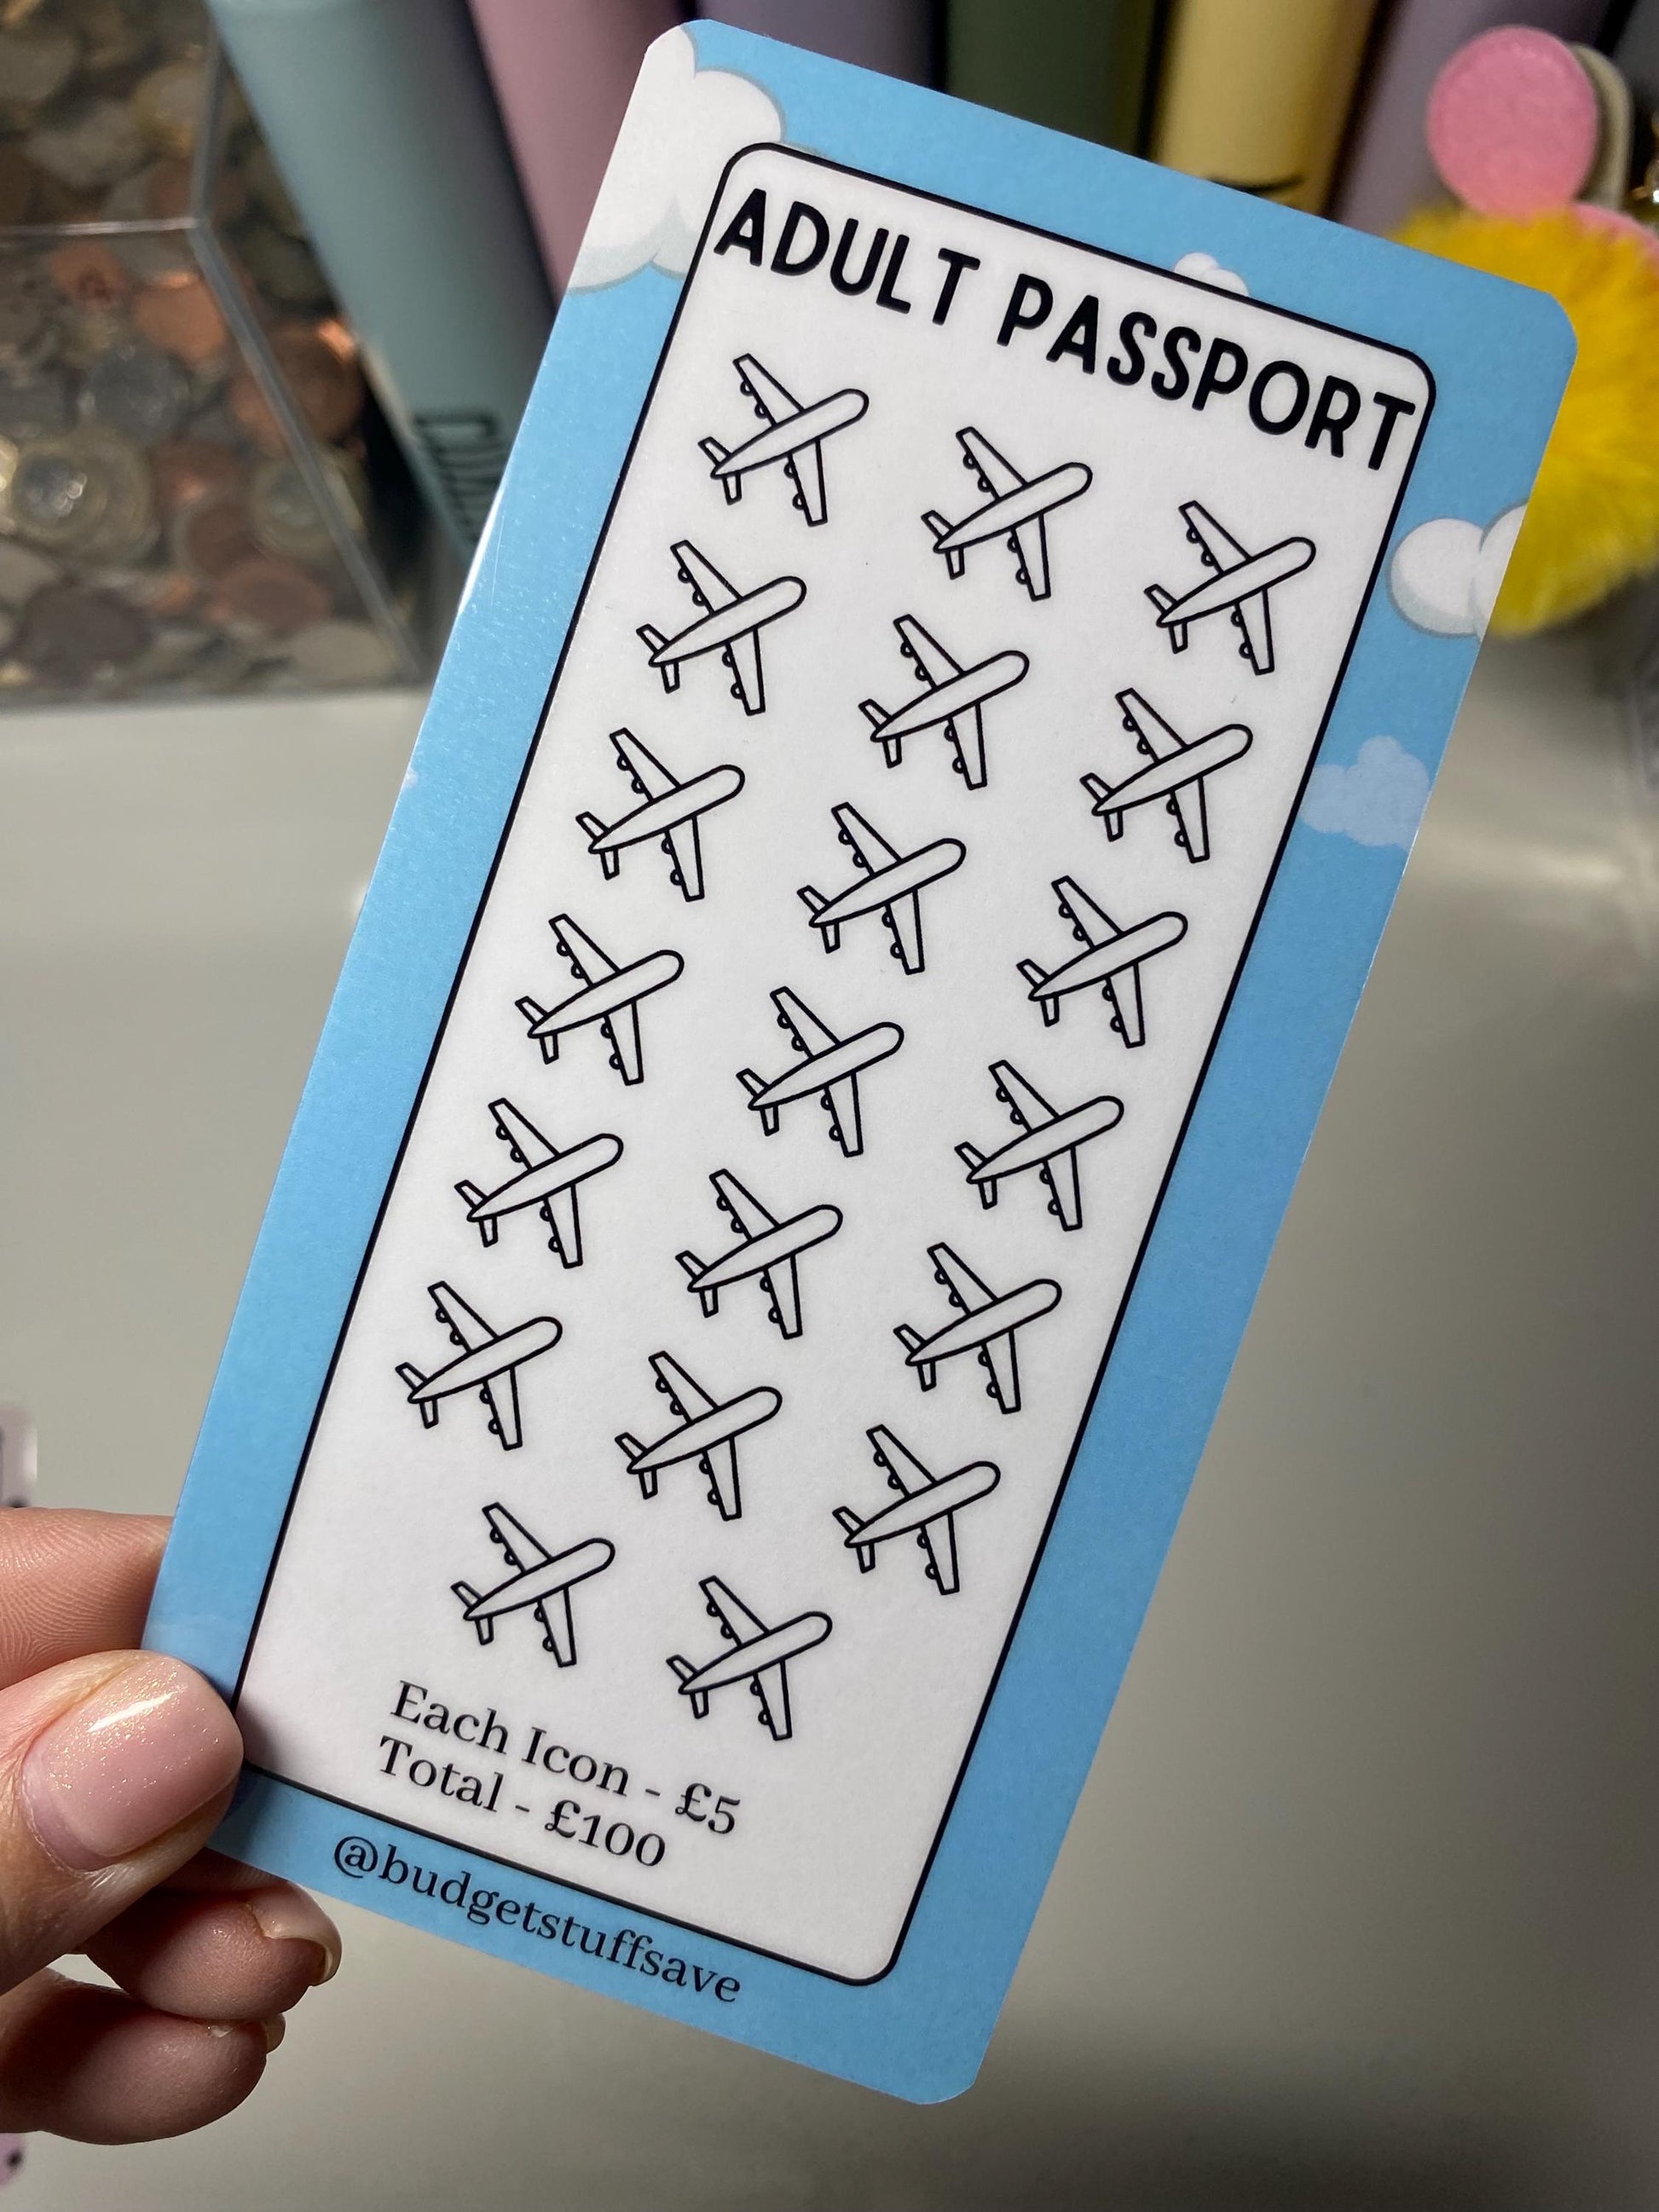 ADULT PASSPORT
Each Icon - £5
Total - £100
@budgetstuffsave